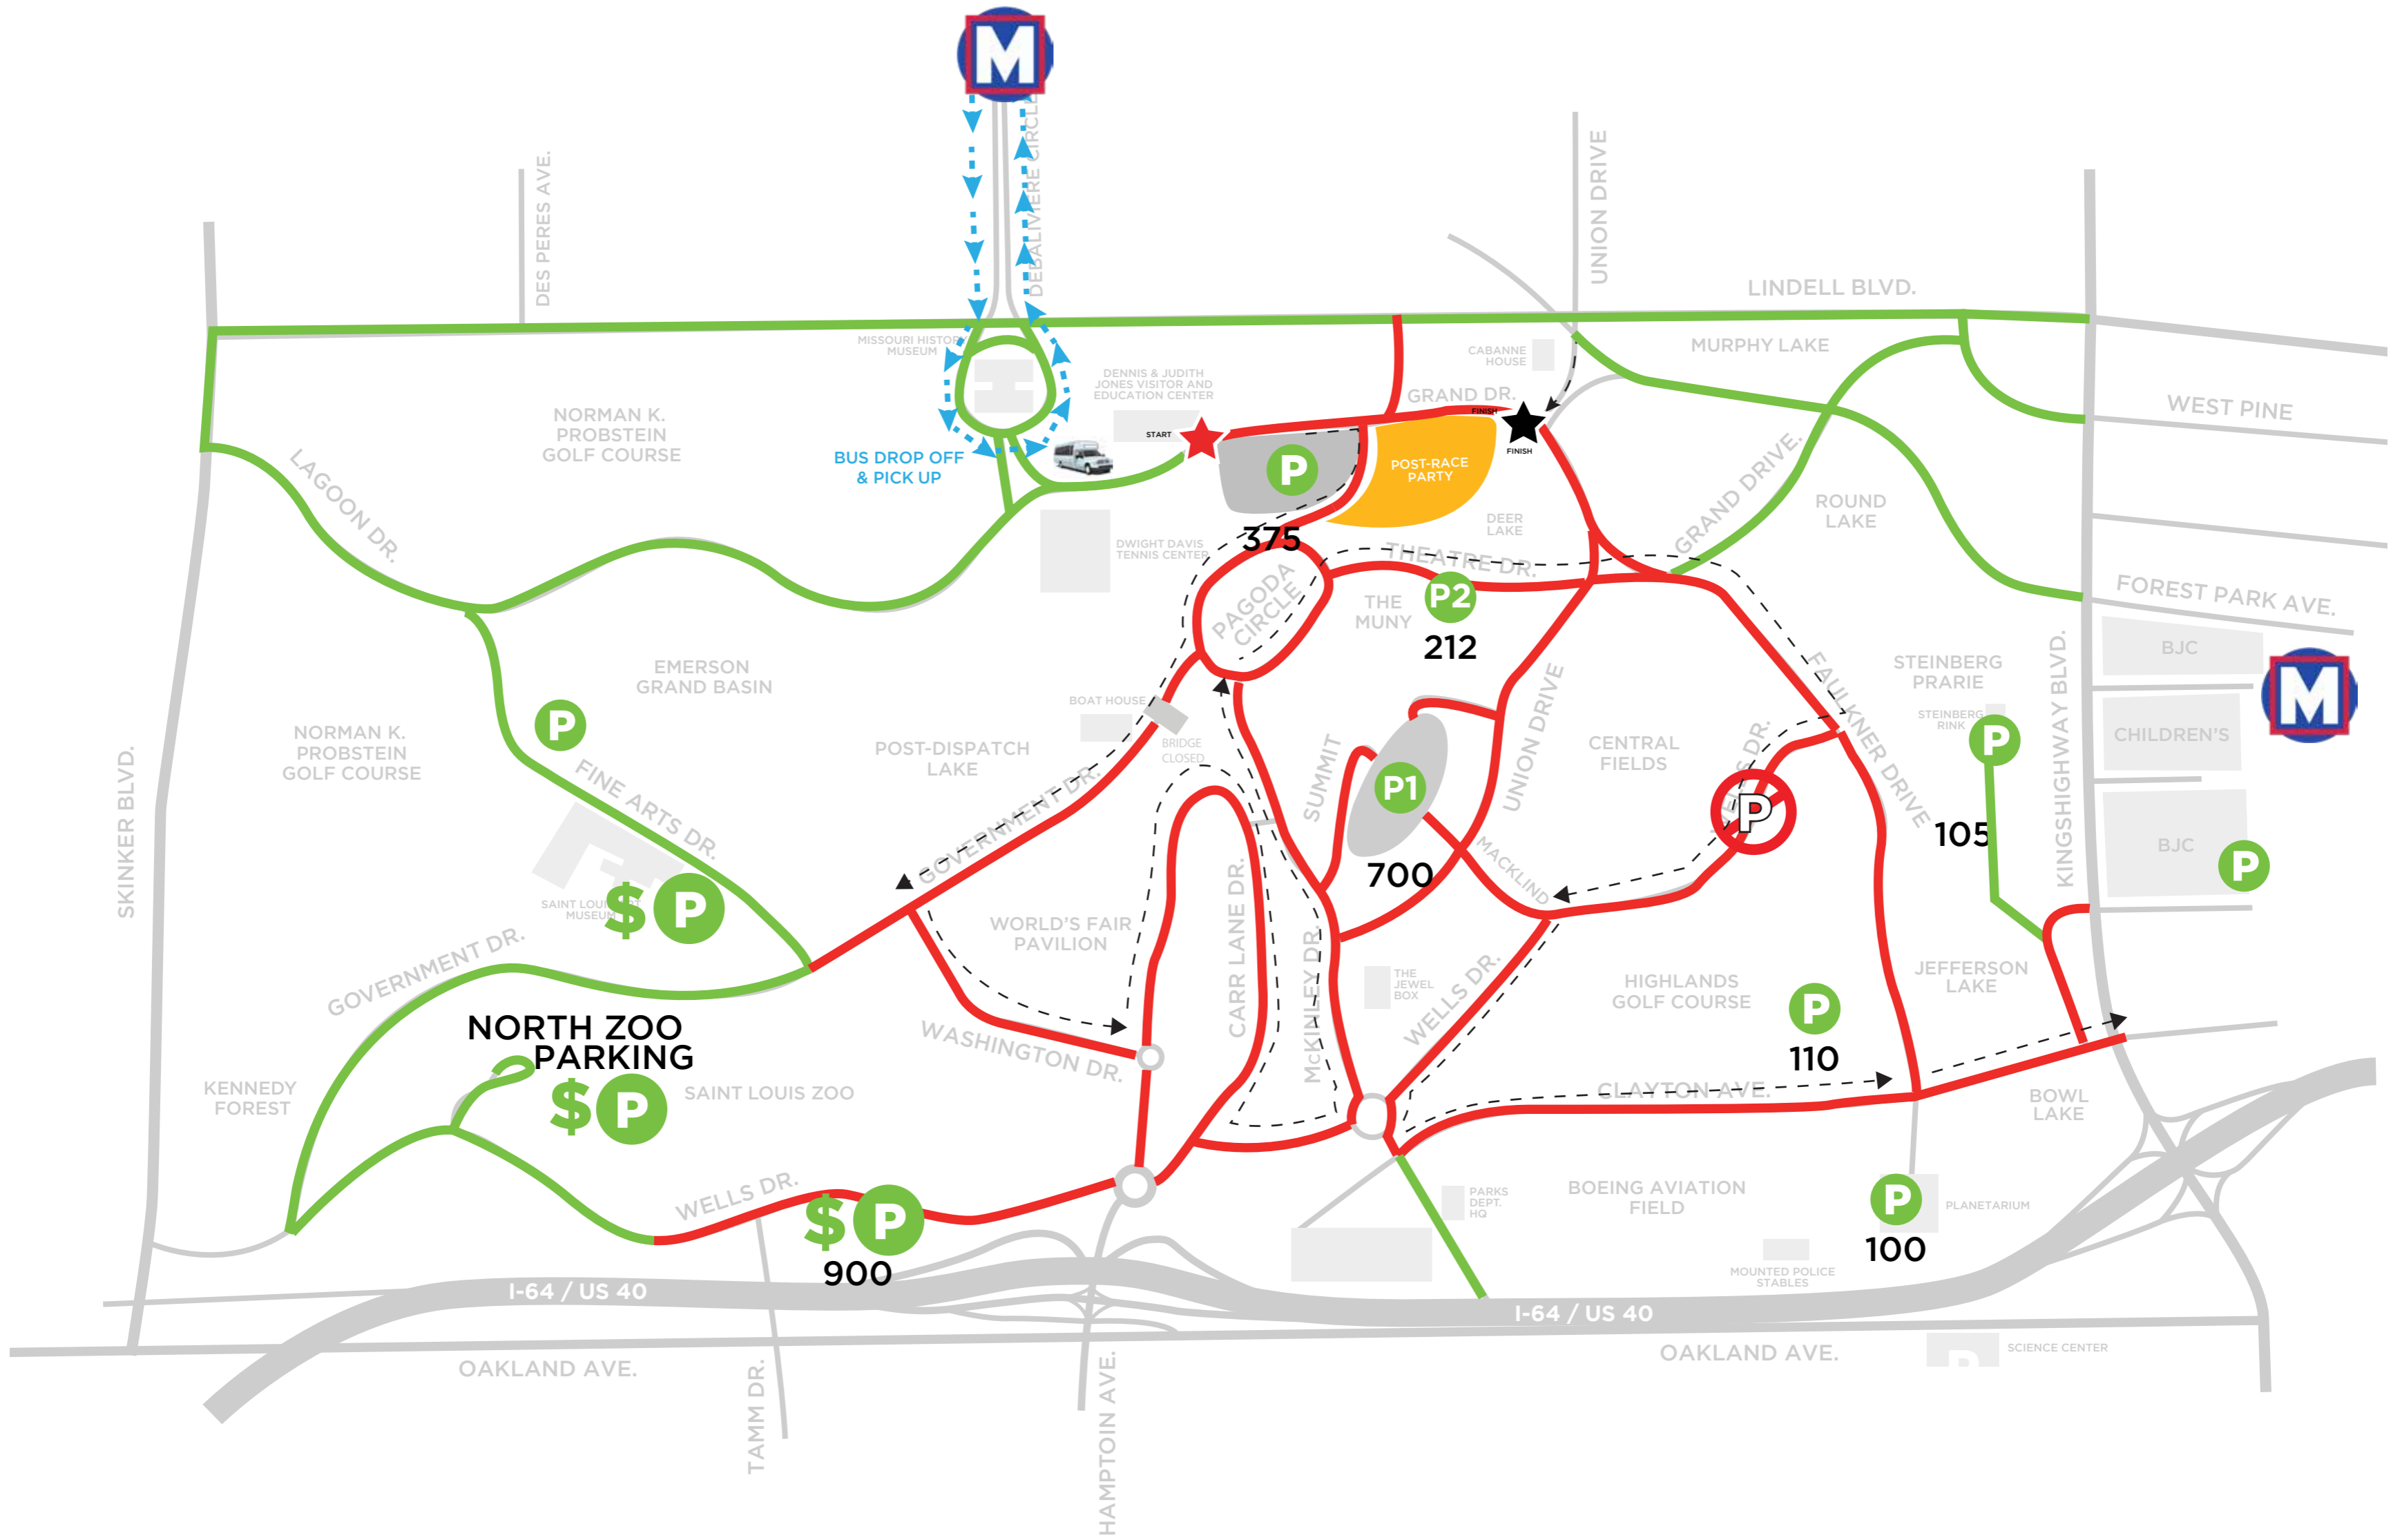 M
DEBALIVIERE CIRCLE
DES PERES AVE.
UNION DRIVE
LINDELL BLVD.
MISSOURI HISTOR
MUSEUM
CABANNE
HOUSE
MURPHY LAKE
DENNIS & JUDITH
JONES VISITOR AND
EDUCATION CENTER
GRAND DR.
FINISH
FINISH
START
WEST PINE
NORMAN K.
PROBSTEIN
GOLF COURSE
LAGOON DR.
BUS DROP OFF
& PICK UP
P
375
POST-RACE
PARTY
DEER
LAKE
GRAND DRIVE.
ROUND
LAKE
DWIGHT DAVIS
TENNIS CENTER
THEATRE DR.
PAGODA
CIRCLE
THE
MUNY
P2
212
FOREST PARK AVE.
BJC
M
EMERSON
GRAND BASIN
STEINBERG
PRARIE
STEINBERG
RINK
P
105
KINGSHIGHWAY BLVD.
CHILDREN'S
BJC
P
BOAT HOUSE
BRIDGE
CLOSED
P
NORMAN K.
PROBSTEIN
GOLF COURSE
POST-DISPATCH
LAKE
FINE ARTS DR.
GOVERNMENT DR.
SUMMIT
P1
700
UNION DRIVE
CENTRAL
FIELDS
FAULKNER DRIVE
P
MACKLIND
SKINKER BLVD.
$ P
WORLD'S FAIR
PAVILION
CARR LANE DR.
McKINLEY DR.
THE
JEWEL
BOX
WELLS DR.
HIGHLANDS
GOLF COURSE
P
110
JEFFERSON
LAKE
GOVERNMENT DR.
NORTH ZOO
PARKING
$ P
WASHINGTON DR.
KENNEDY
FOREST
SAINT LOUIS ZOO
CLAYTON AVE.
BOWL
LAKE
WELLS DR.
$ P
900
PARKS
DEPT.
HQ
BOEING AVIATION
FIELD
P
100
PLANETARIUM
MOUNTED POLICE
STABLES
I-64 / US 40
I-64 / US 40
OAKLAND AVE.
TAMM DR.
HAMPTOIN AVE.
OAKLAND AVE.
P
SCIENCE CENTER